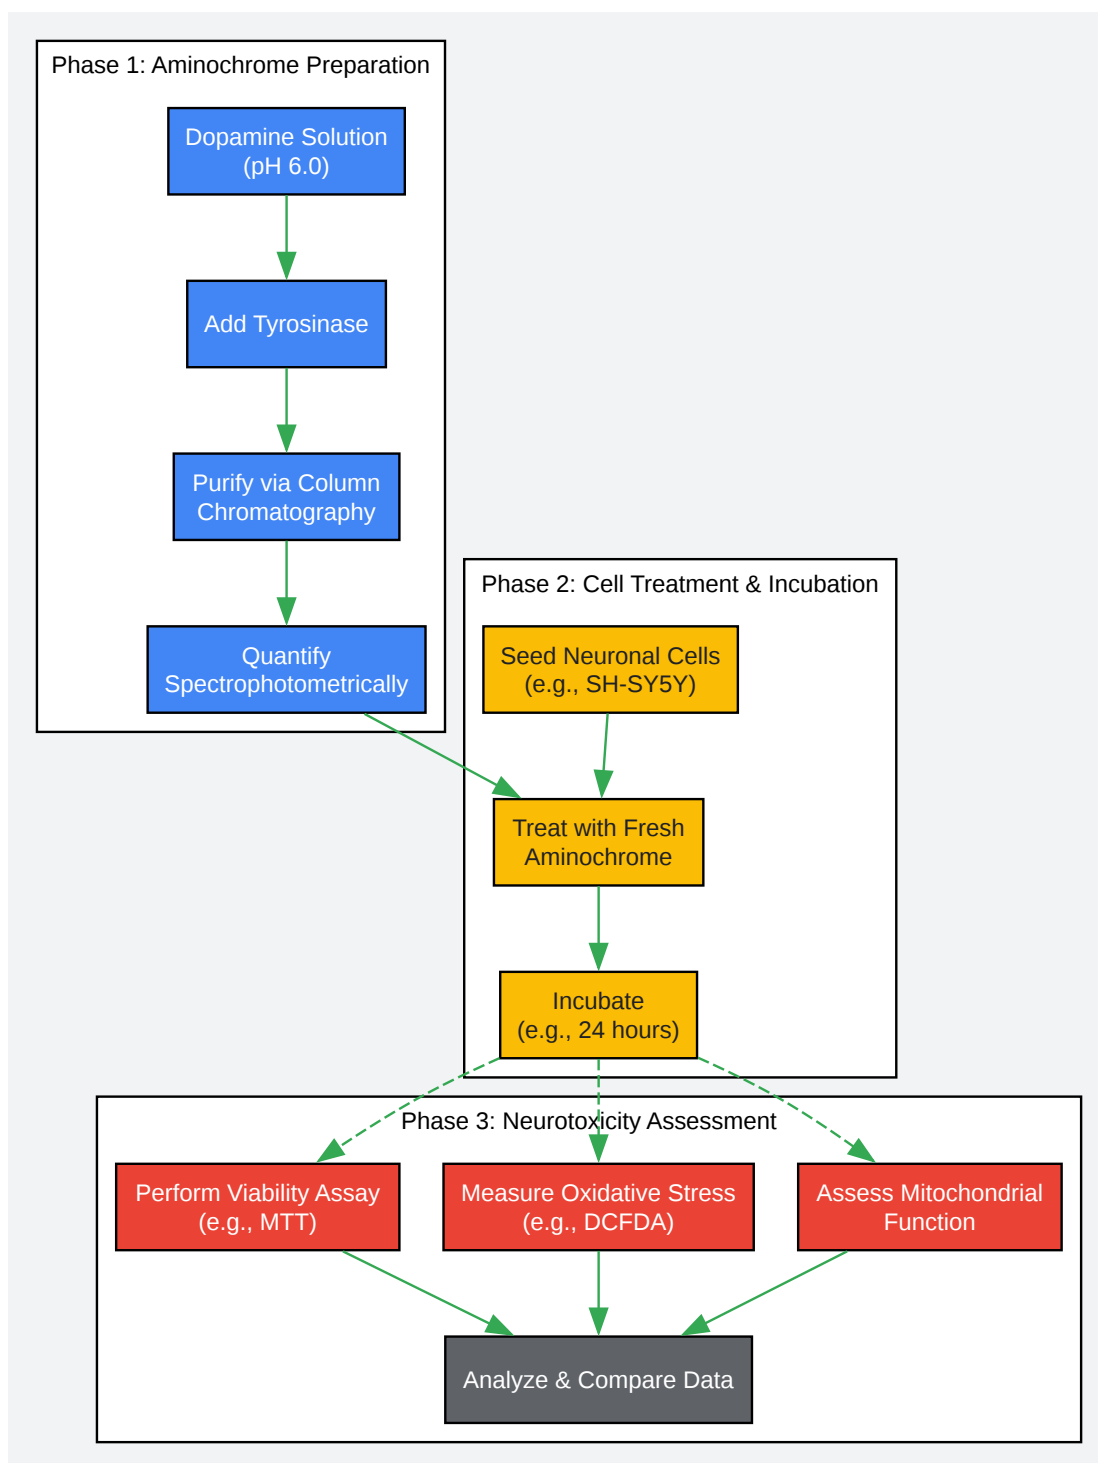 Phase 1: Aminochrome Preparation
Dopamine Solution
(pH 6.0)
Add Tyrosinase
Purify via Column
Chromatography
Quantify
Spectrophotometrically
Phase 2: Cell Treatment & Incubation
Seed Neuronal Cells
(e.g., SH-SY5Y)
Treat with Fresh
Aminochrome
Incubate
(e.g., 24 hours)
Phase 3: Neurotoxicity Assessment
Perform Viability Assay
(e.g., MTT)
Measure Oxidative Stress
(e.g., DCFDA)
Assess Mitochondrial
Function
Analyze & Compare Data